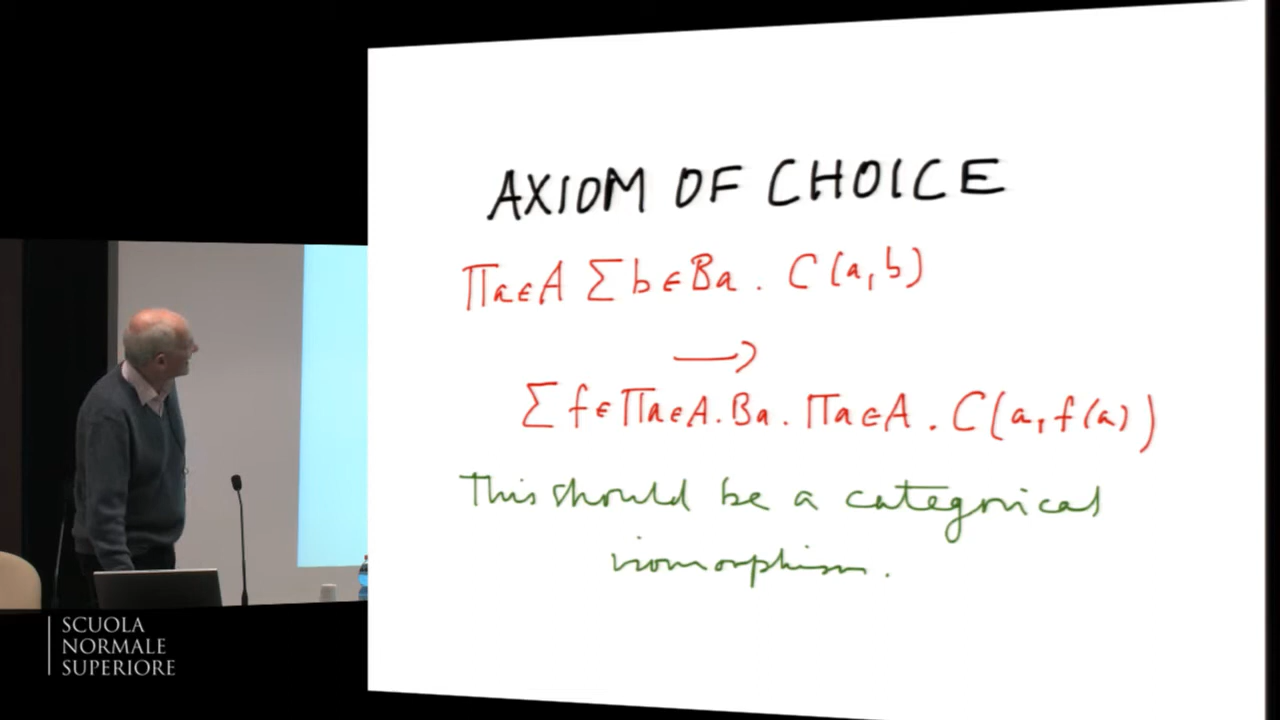 AXIOM OF CHOICE
Πa∈A Σb∈Ba . C(a,b)
⟶
Σf∈Πa∈A.Ba . Πa∈A . C(a,f(a))
This should be a categorical
isomorphism.
SCUOLA
NORMALE
SUPERIORE